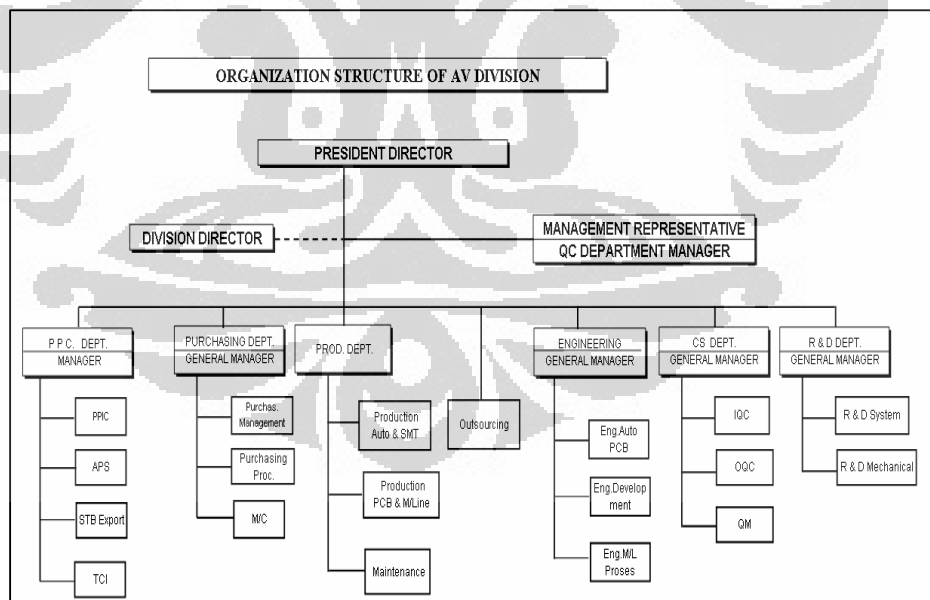 ORGANIZATION STRUCTURE OF AV DIVISION
PRESIDENT DIRECTOR
DIVISION DIRECTOR
MANAGEMENT REPRESENTATIVE
QC DEPARTMENT MANAGER
P P C. DEPT.
MANAGER
PURCHASING DEPT.
GENERAL MANAGER
PROD. DEPT.
ENGINEERING
GENERAL MANAGER
CS DEPT.
GENERAL MANAGER
R & D DEPT.
GENERAL MANAGER
PPIC
APS
STB Export
TCI
Purchas.
Management
Purchasing
Proc.
M/C
Production
Auto & SMT
Production
PCB & M/Line
Maintenance
Outsourcing
Eng.Auto
PCB
Eng.Develop
ment
Eng.M/L
Proses
IQC
OQC
QM
R & D System
R & D Mechanical